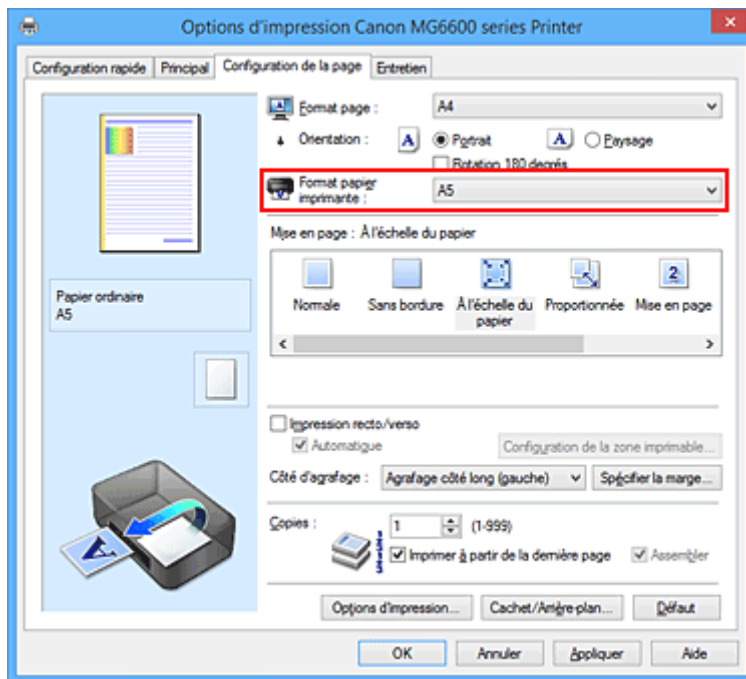 Options d'impression Canon MG6600 series Printer
Configuration rapide Principal Configuration de la page Entretien
Format page : A4
Orientation : A Portrait A Paysage
Rotation 180 degrés
Format papier
imprimante : A5
Mise en page : À l'échelle du papier
Normale Sans bordure À l'échelle du
papier Proportionnée Mise en page
Papier ordinaire
A5
Impression recto/verso
Automatique Configuration de la zone imprimable...
Côté d'agrafage : Agrafage côté long (gauche) Spécifier la marge...
Copies : 1 (1-999)
Imprimer à partir de la dernière page Assembler
Options d'impression... Cachet/Arrière-plan... Défaut
OK Annuler Appliquer Aide